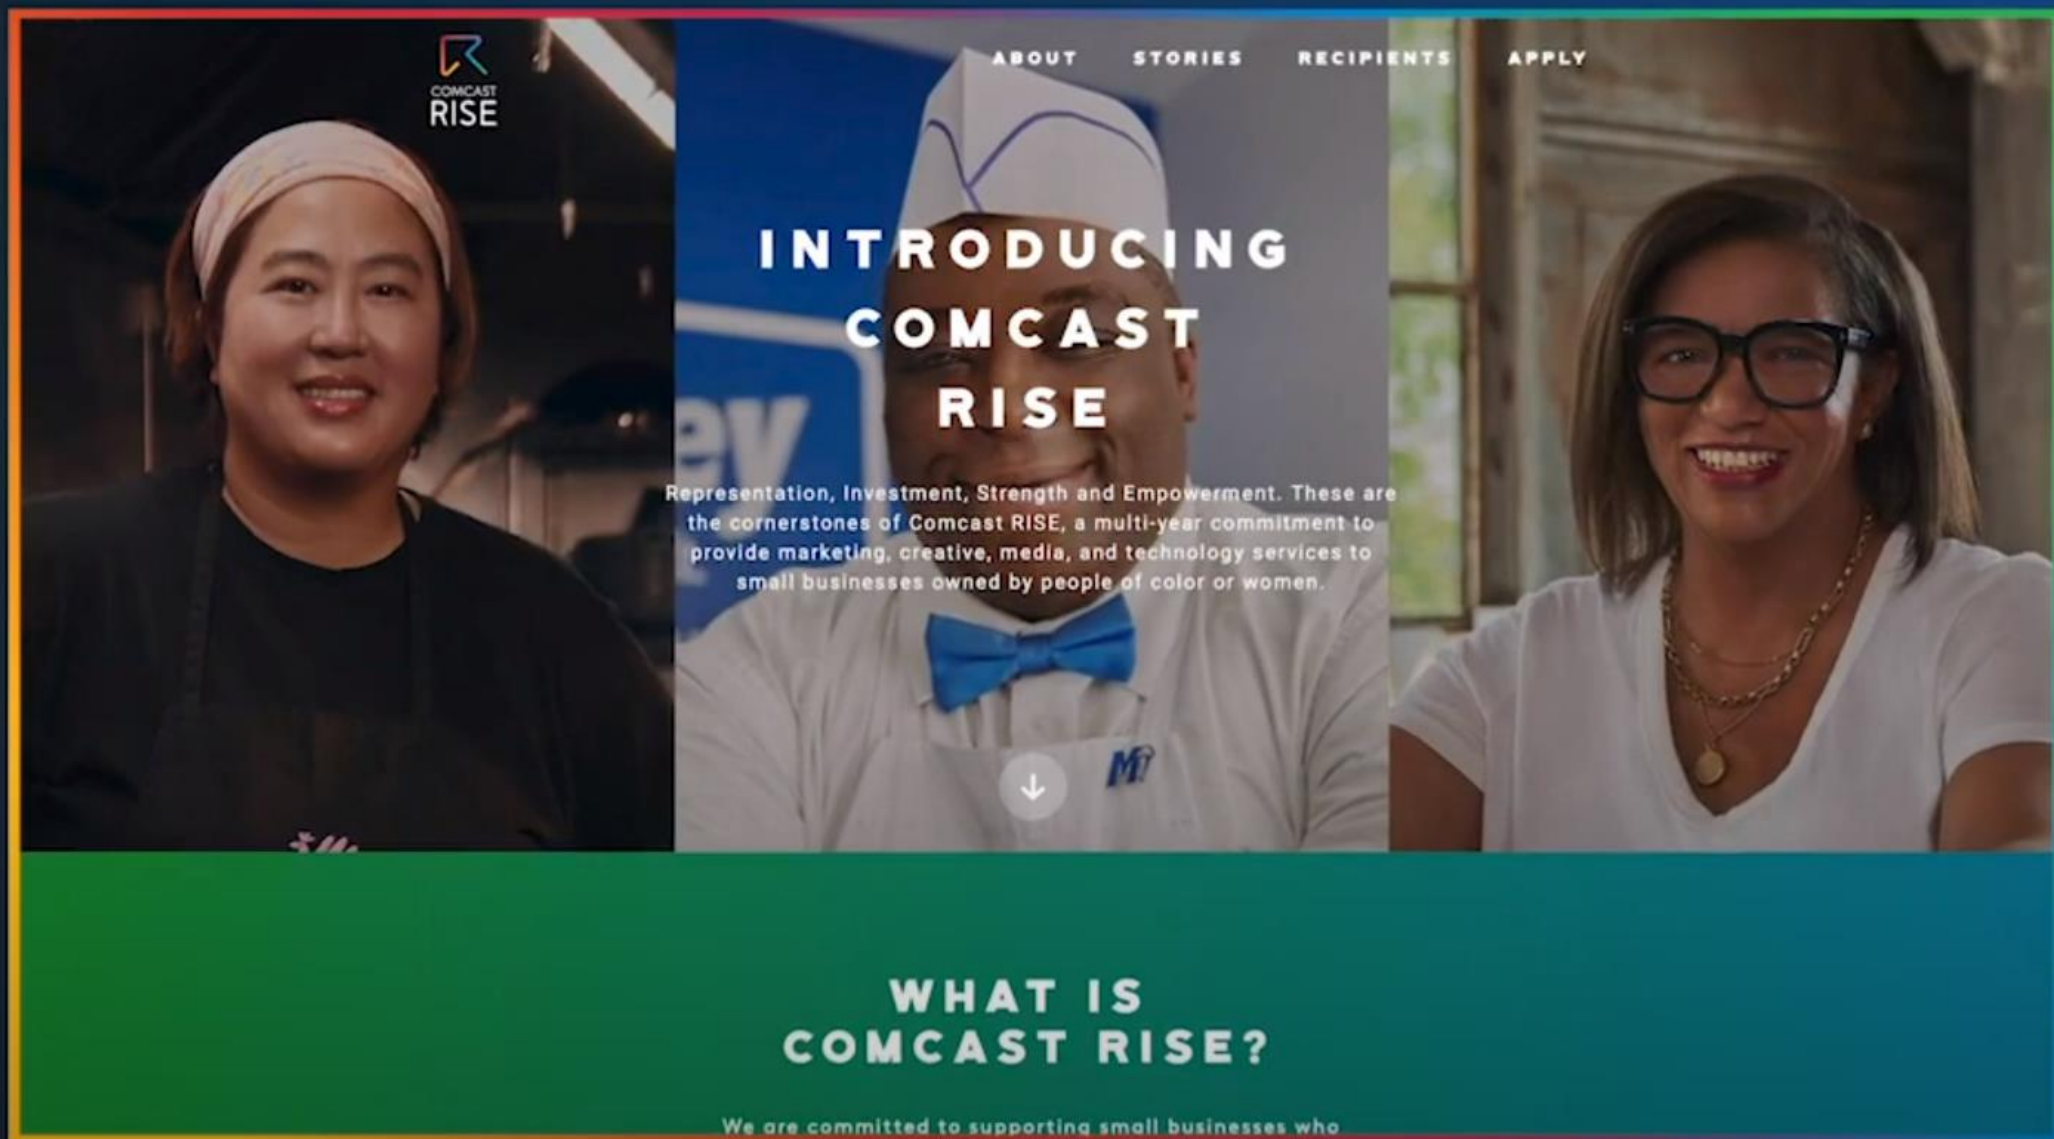 COMCAST
RISE
ABOUT STORIES RECIPIENTS APPLY
INTRODUCING
COMCAST
RISE
ey
Representation, Investment, Strength and Empowerment. These are
the cornerstones of Comcast RISE, a multi-year commitment to
provide marketing, creative, media, and technology services to
small businesses owned by people of color or women.
M
WHAT IS
COMCAST RISE?
We are committed to supporting small businesses who